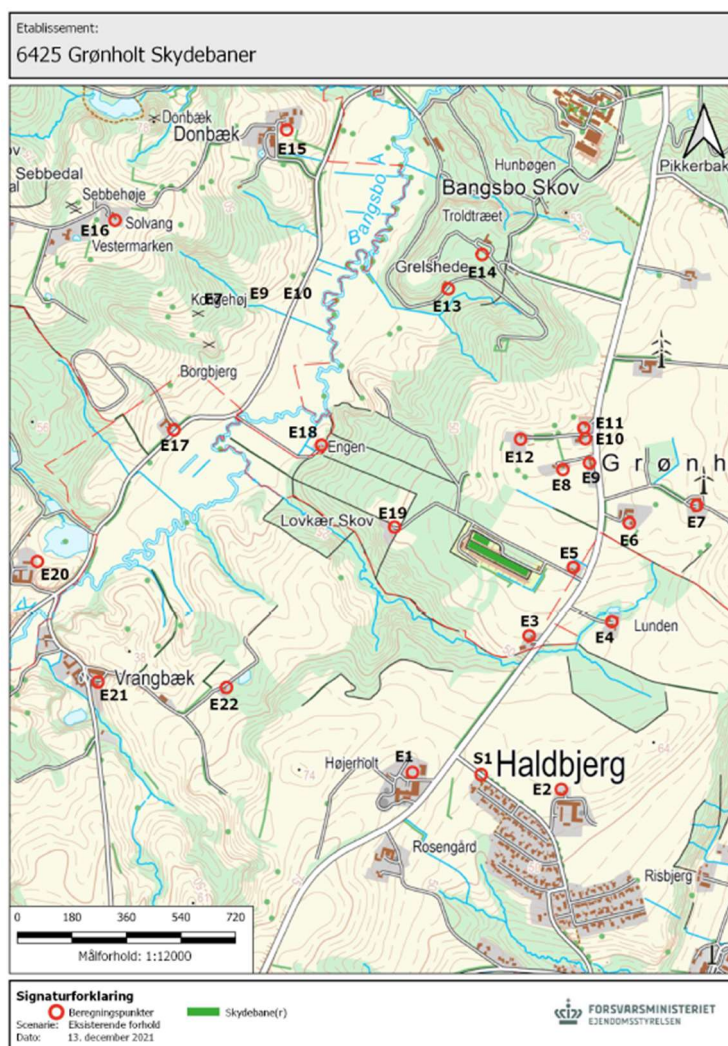 Etablissement:
6425 Grønholt Skydebaner
Donbæk
Donbæk
E15
Sebbedal
Sebbehøje
Solvang
E16
Vestermarken
Bangsbo Å
Hunbøgen
Pikkerbak
Bangsbo Skov
Troldtræet
E14
Grelshede
E13
E7
E9
E10
Borgbjerg
E17
E18
Engen
E11
E10
E12
E9
E8
Grønh
E7
E6
E19
Lovkær Skov
E5
E20
E3
E4
Lunden
Vrangbæk
E21
E22
Højerholt
E1
S1
Haldbjerg
E2
Rosengård
Risbjerg
0 180 360 540 720
Målforhold: 1:12000
Signaturforklaring
Beregningspunkter
Skydebane(r)
Scenarie: Eksisterende forhold
Dato: 13. december 2021
FORSVARSMINISTERIET
EJENDOMSSTYRELSEN